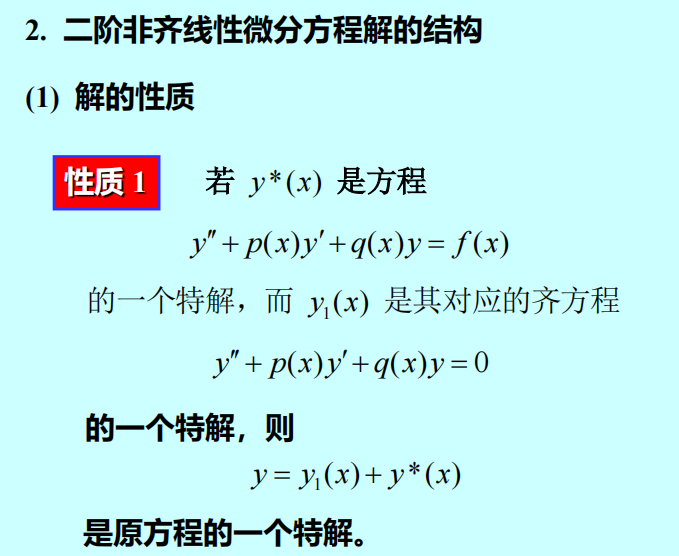 2. 二阶非齐线性微分方程解的结构
(1) 解的性质
性质 1 若 y*(x) 是方程
y″ + p(x)y′ + q(x)y = f(x)
的一个特解，而 y₁(x) 是其对应的齐方程
y″ + p(x)y′ + q(x)y = 0
的一个特解，则
y = y₁(x) + y*(x)
是原方程的一个特解。